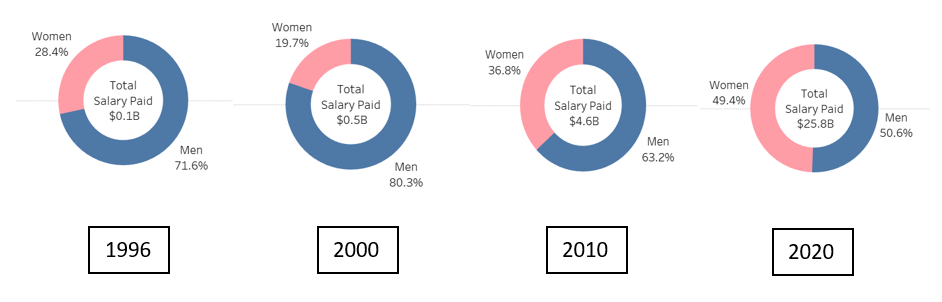 Women
28.4%
Total
Salary Paid
$0.1B
Men
71.6%
1996
Women
19.7%
Total
Salary Paid
$0.5B
Men
80.3%
2000
Women
36.8%
Total
Salary Paid
$4.6B
Men
63.2%
2010
Women
49.4%
Total
Salary Paid
$25.8B
Men
50.6%
2020